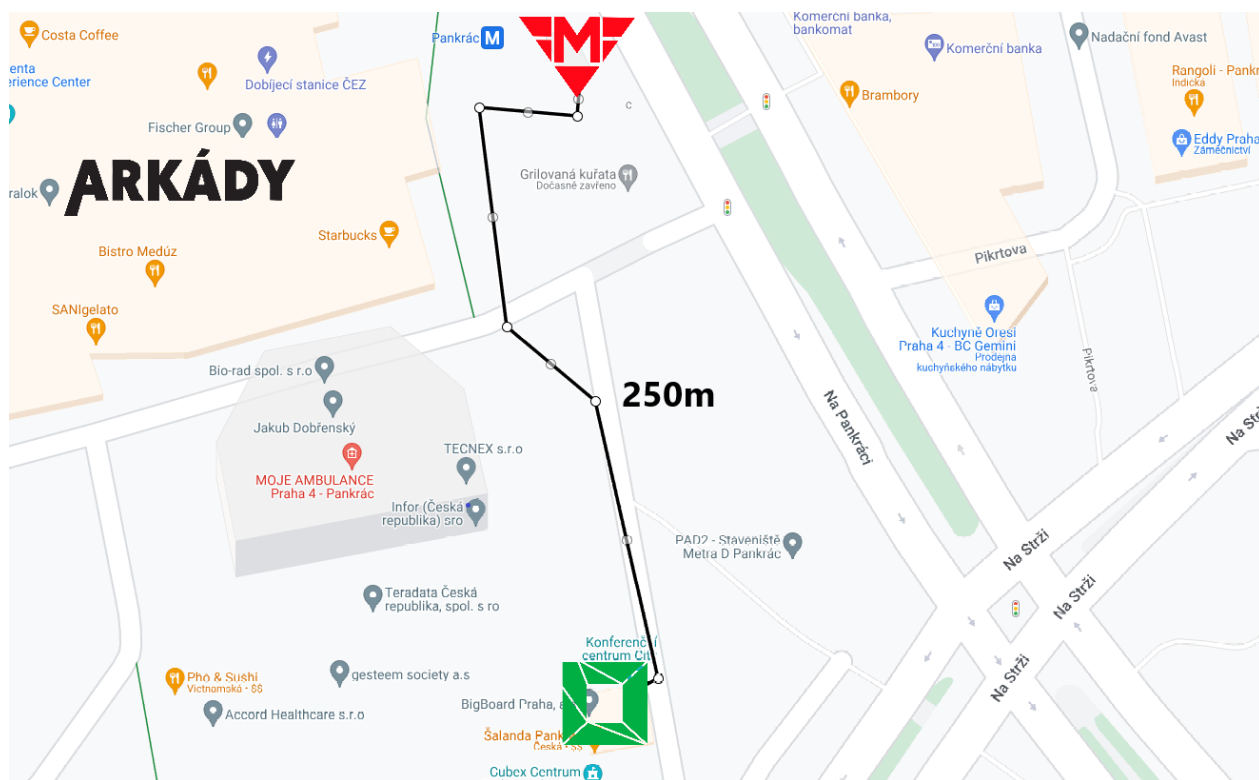 Costa Coffee
Pankrác M
M
Komerční banka,
bankomat
Nadační fond Avast
Komerční banka
enta
erience Center
Dobíjecí stanice ČEZ
Rangoli - Pankr
Indická
Brambory
Fischer Group
c
Eddy Praha
Zámečnictví
ARKÁDY
ralok
Grilovaná kuřata
Dočasně zavřeno
Starbucks
Bistro Medúz
Pikrtova
SANIgelato
Kuchyně Oresi
Praha 4 - BC Gemini
Prodejna
kuchyňského nábytku
Pikrtova
Bio-rad spol. s r.o
Jakub Dobřenský
250m
Na Pankráci
Na Str
TECNEX s.r.o
MOJE AMBULANCE
Praha 4 - Pankrác
Infor (Česká
republika) sro
PAD2 - Staveniště
Metra D Pankrác
Na Strži
Na Strži
Teradata Česká
republika, spol. s ro
Konferenční
centrum Cit
Na Strži
Pho & Sushi
Vietnamská • $$
gesteem society a.s
Accord Healthcare s.r.o
BigBoard Praha, a
Šalanda Pank
Česká • $$
Cubex Centrum